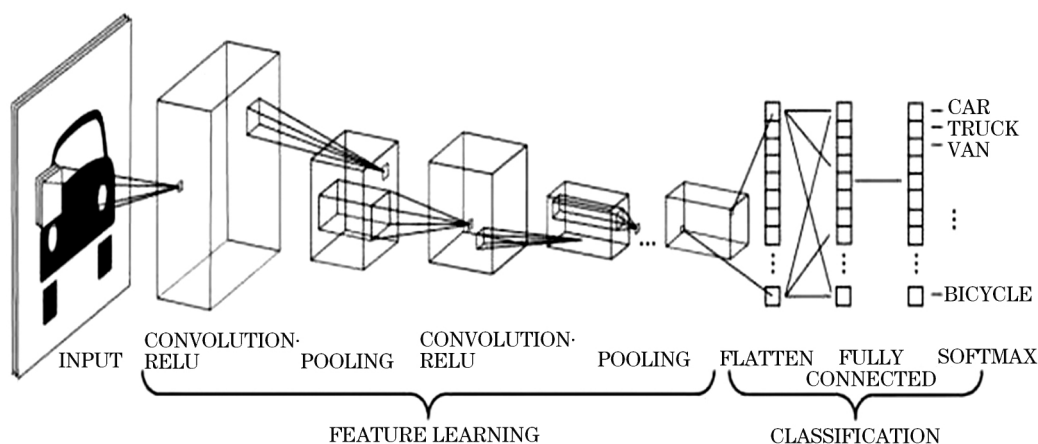 CAR
TRUCK
VAN
BICYCLE
INPUT
CONVOLUTION·
RELU
POOLING
CONVOLUTION·
RELU
POOLING
FLATTEN
FULLY
CONNECTED
SOFTMAX
FEATURE LEARNING
CLASSIFICATION